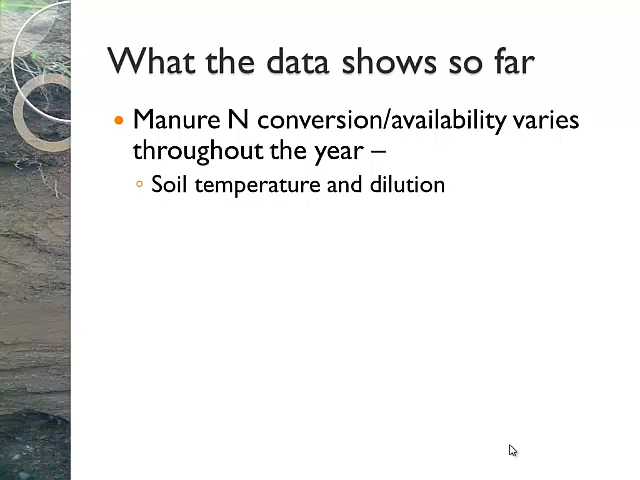 What the data shows so far
Manure N conversion/availability varies
throughout the year –
Soil temperature and dilution